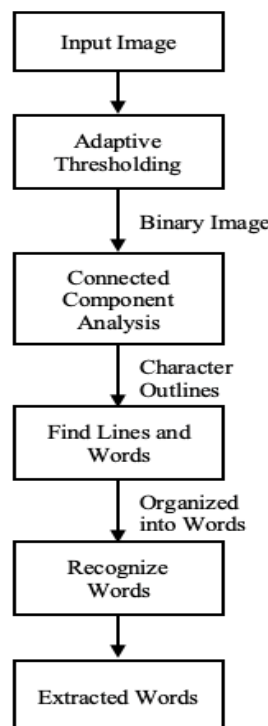 Input Image
Adaptive
Thresholding
Binary Image
Connected
Component
Analysis
Character
Outlines
Find Lines and
Words
Organized
into Words
Recognize
Words
Extracted Words